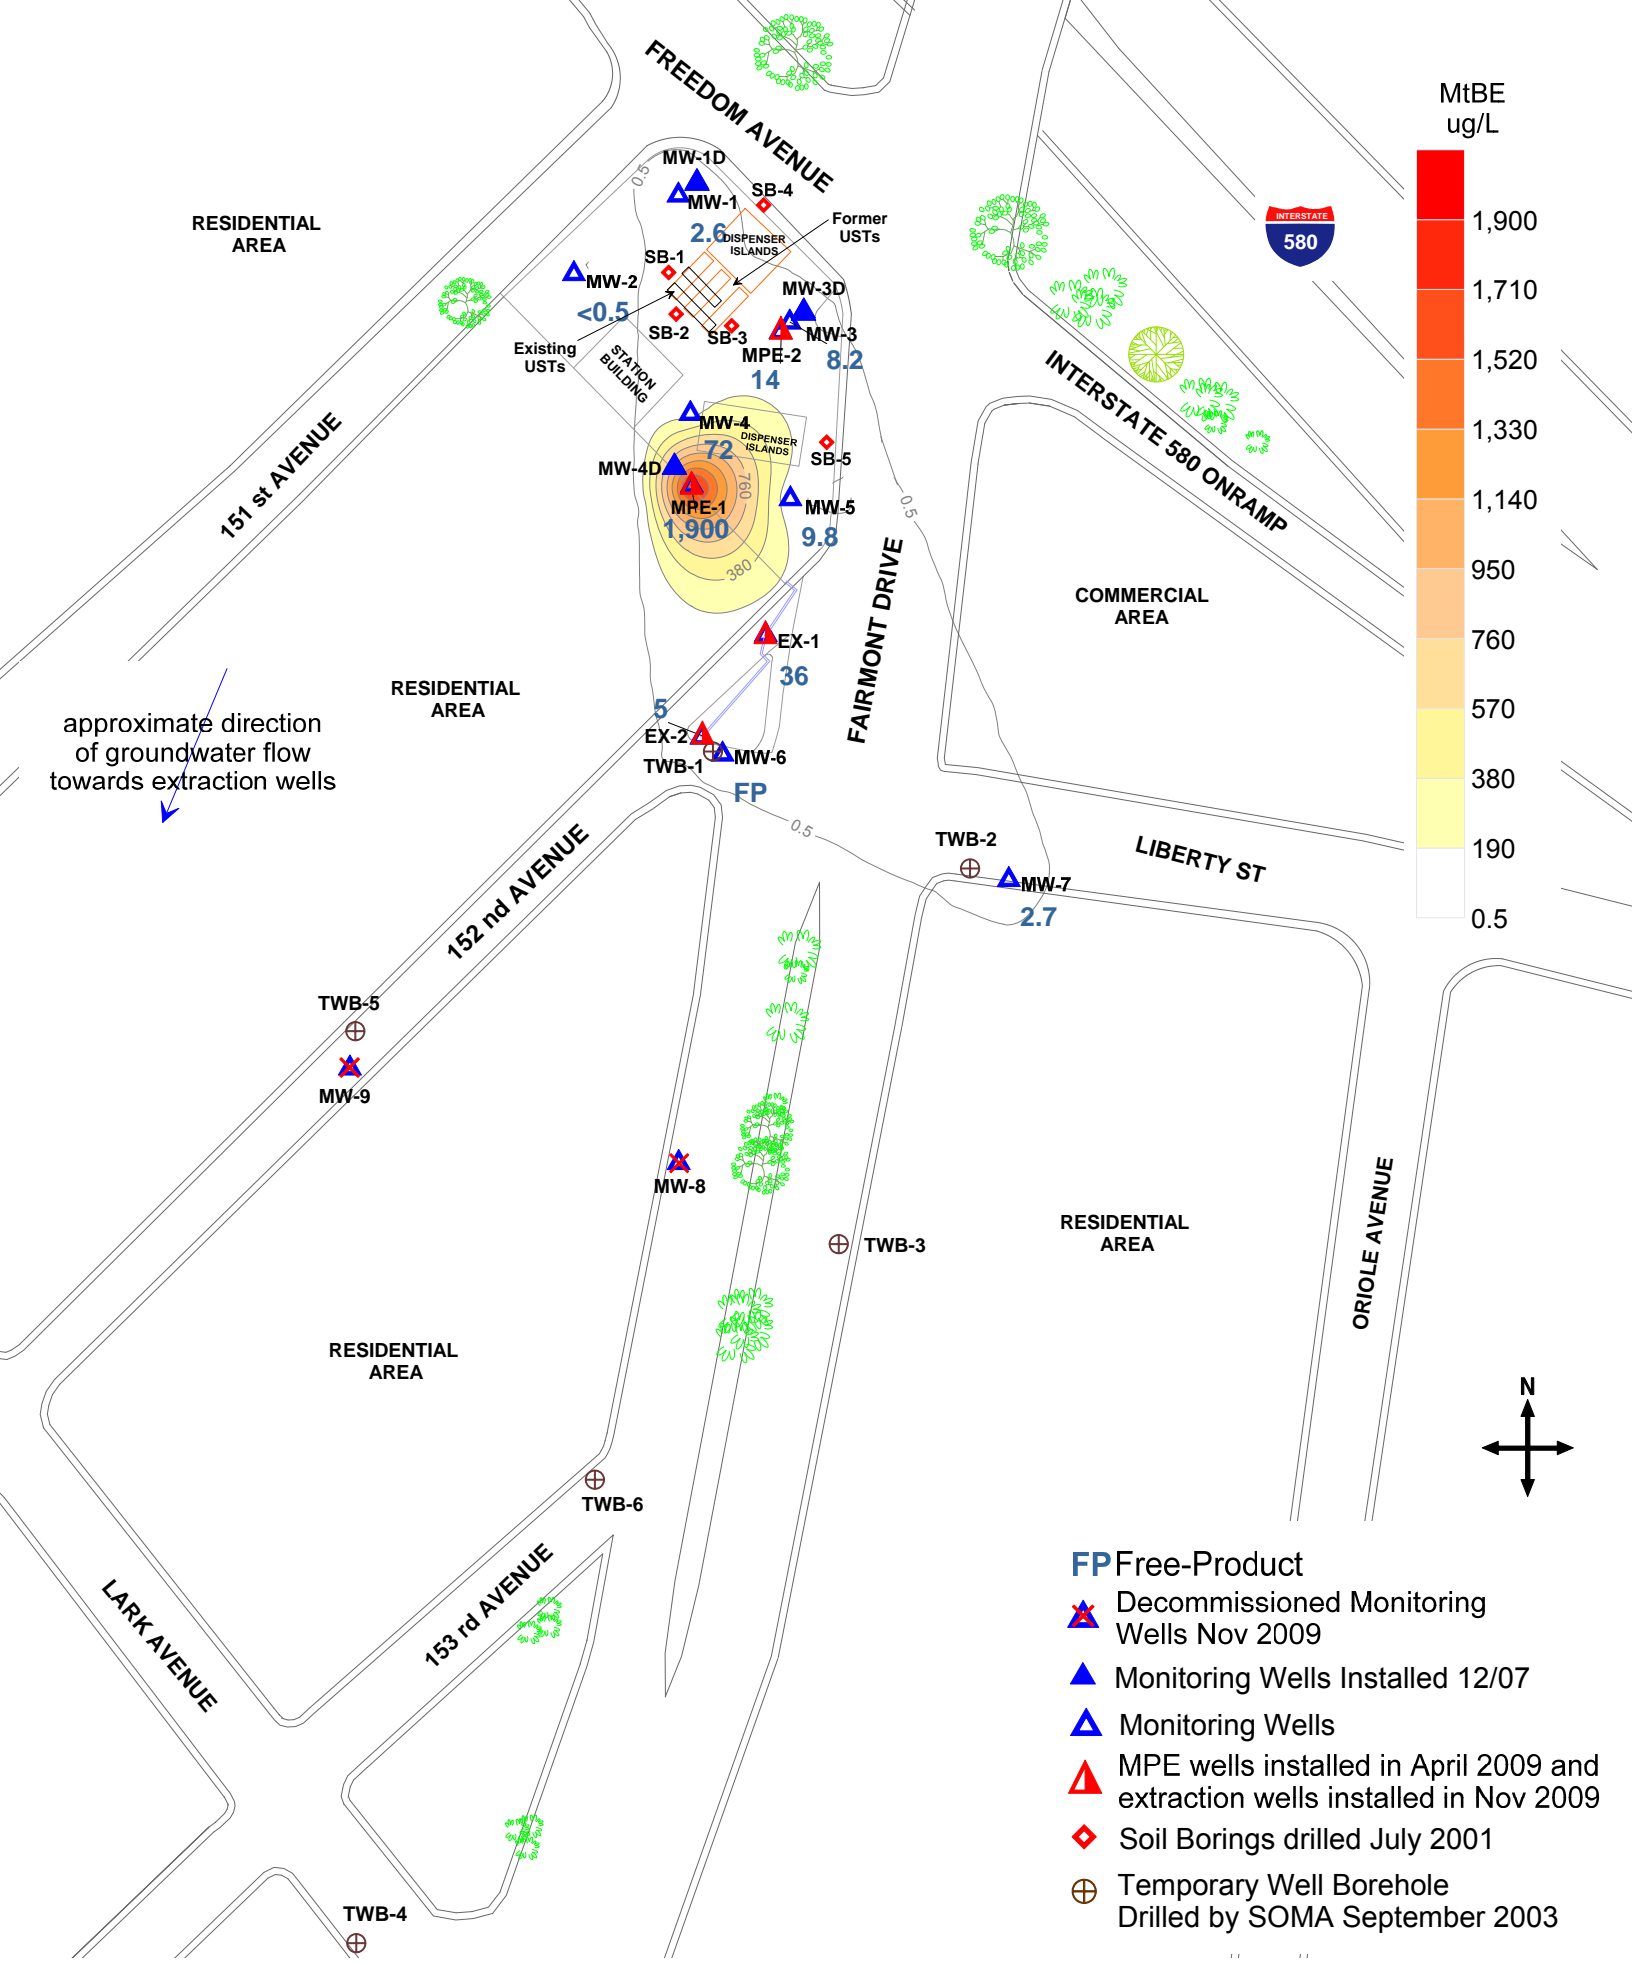 FREEDOM AVENUE
MtBE
ug/L
1,900
1,710
1,520
1,330
1,140
950
760
570
380
190
0.5
INTERSTATE
580
RESIDENTIAL
AREA
0.5
MW-1D
MW-1
2.6
SB-4
DISPENSER
ISLANDS
Former
USTs
SB-1
MW-2
<0.5
SB-2
SB-3
MW-3D
MW-3
8.2
MPE-2
14
Existing
USTs
STATION
BUILDING
MW-4
72
DISPENSER
ISLANDS
SB-5
MW-4D
760
MPE-1
1,900
MW-5
9.8
380
0.5
151 st AVENUE
INTERSTATE 580 ONRAMP
COMMERCIAL
AREA
FAIRMONT DRIVE
EX-1
36
RESIDENTIAL
AREA
approximate direction
of groundwater flow
towards extraction wells
5
EX-2
TWB-1
MW-6
FP
0.5
TWB-2
MW-7
2.7
LIBERTY ST
152 nd AVENUE
TWB-5
MW-9
MW-8
TWB-3
RESIDENTIAL
AREA
ORIOLE AVENUE
RESIDENTIAL
AREA
N
TWB-6
153 rd AVENUE
LARK AVENUE
TWB-4
FP Free-Product
Decommissioned Monitoring
Wells Nov 2009
Monitoring Wells Installed 12/07
Monitoring Wells
MPE wells installed in April 2009 and
extraction wells installed in Nov 2009
Soil Borings drilled July 2001
Temporary Well Borehole
Drilled by SOMA September 2003